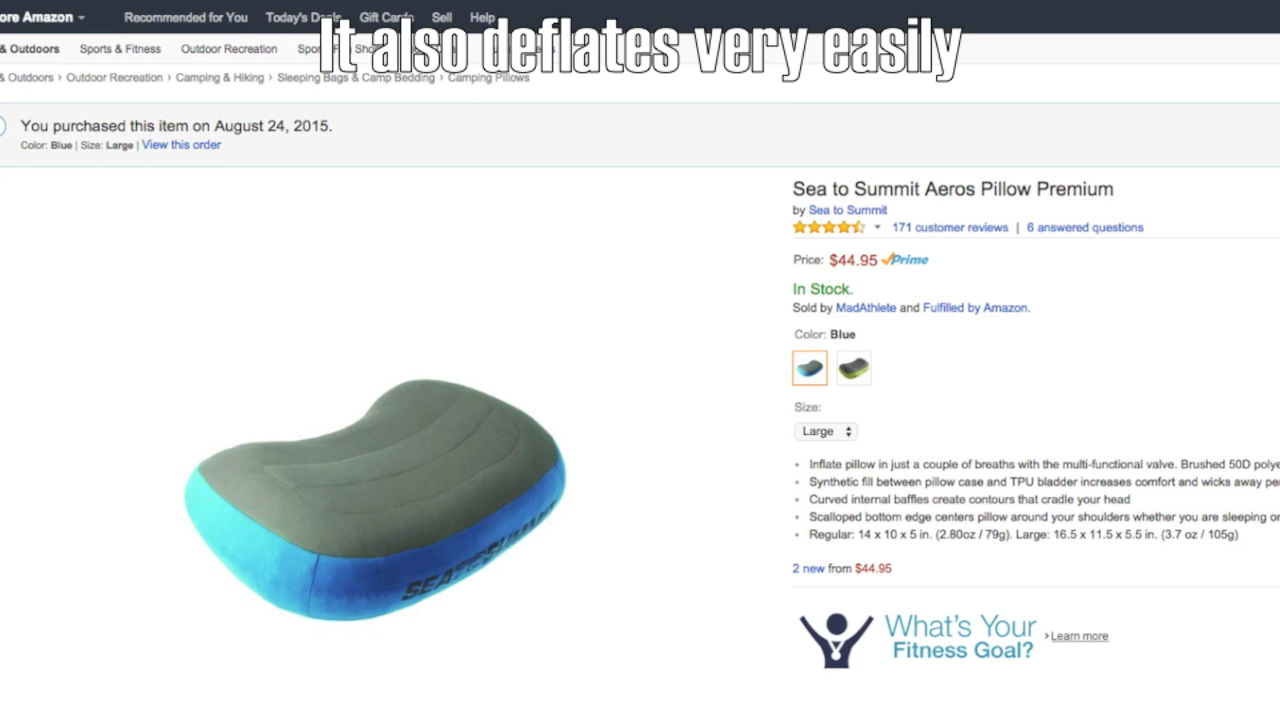 ore Amazon
Recommended for You Today's Deals Gift Cards Sell Help
It also deflates very easily
& Outdoors Sports & Fitness Outdoor Recreation
& Outdoors › Outdoor Recreation › Camping & Hiking › Sleeping Bags & Camp Bedding › Camping Pillows
You purchased this item on August 24, 2015.
Color: Blue | Size: Large | View this order
Sea to Summit Aeros Pillow Premium
by Sea to Summit
171 customer reviews | 6 answered questions
Price: $44.95 Prime
In Stock.
Sold by MadAthlete and Fulfilled by Amazon.
Color: Blue
Size:
Large
Inflate pillow in just a couple of breaths with the multi-functional valve. Brushed 50D polye
Synthetic fill between pillow case and TPU bladder increases comfort and wicks away pe
Curved internal baffles create contours that cradle your head
Scalloped bottom edge centers pillow around your shoulders whether you are sleeping or
Regular: 14 x 10 x 5 in. (2.80oz / 79g). Large: 16.5 x 11.5 x 5.5 in. (3.7 oz / 105g)
2 new from $44.95
SEA TO SUMMIT
What's Your
Fitness Goal?
› Learn more